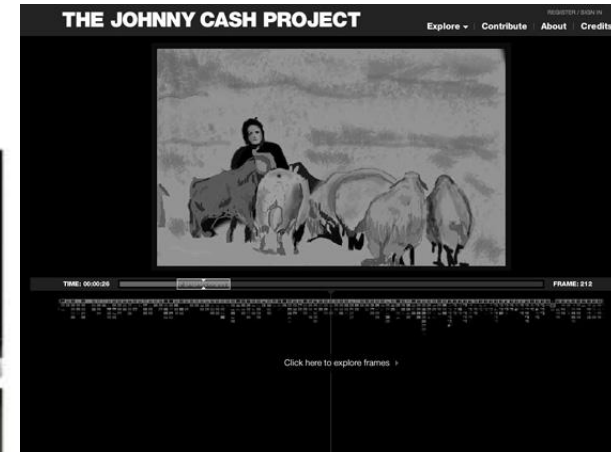 THE JOHNNY CASH PROJECT
REGISTER / SIGN IN
Explore
Contribute
About
Credits
TIME: 00:00:26
FRAME: 212
Click here to explore frames